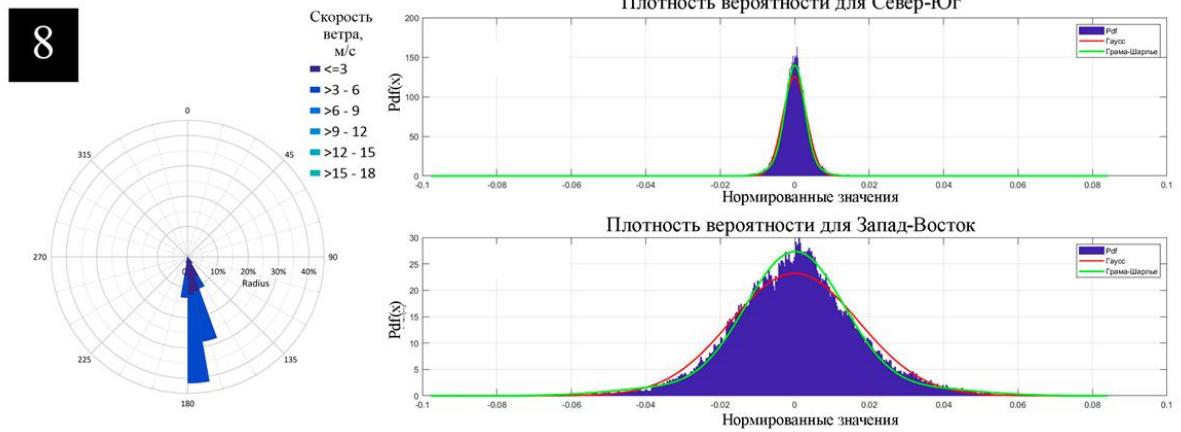 8
Скорость
ветра,
м/с
<=3
>3 - 6
>6 - 9
>9 - 12
>12 - 15
>15 - 18
0
45
90
135
180
225
270
315
0%
10%
20%
30%
40%
Radius
Плотность вероятности для Север-Юг
Pdf(x)
200
150
100
50
0
-0.1
-0.08
-0.06
-0.04
-0.02
0
0.02
0.04
0.06
0.08
0.1
Нормированные значения
Pdf
Гаусс
Грама-Шарлье
Плотность вероятности для Запад-Восток
Pdf(x)
30
25
20
15
10
5
0
-0.1
-0.08
-0.06
-0.04
-0.02
0
0.02
0.04
0.06
0.08
0.1
Нормированные значения
Pdf
Гаусс
Грама-Шарлье